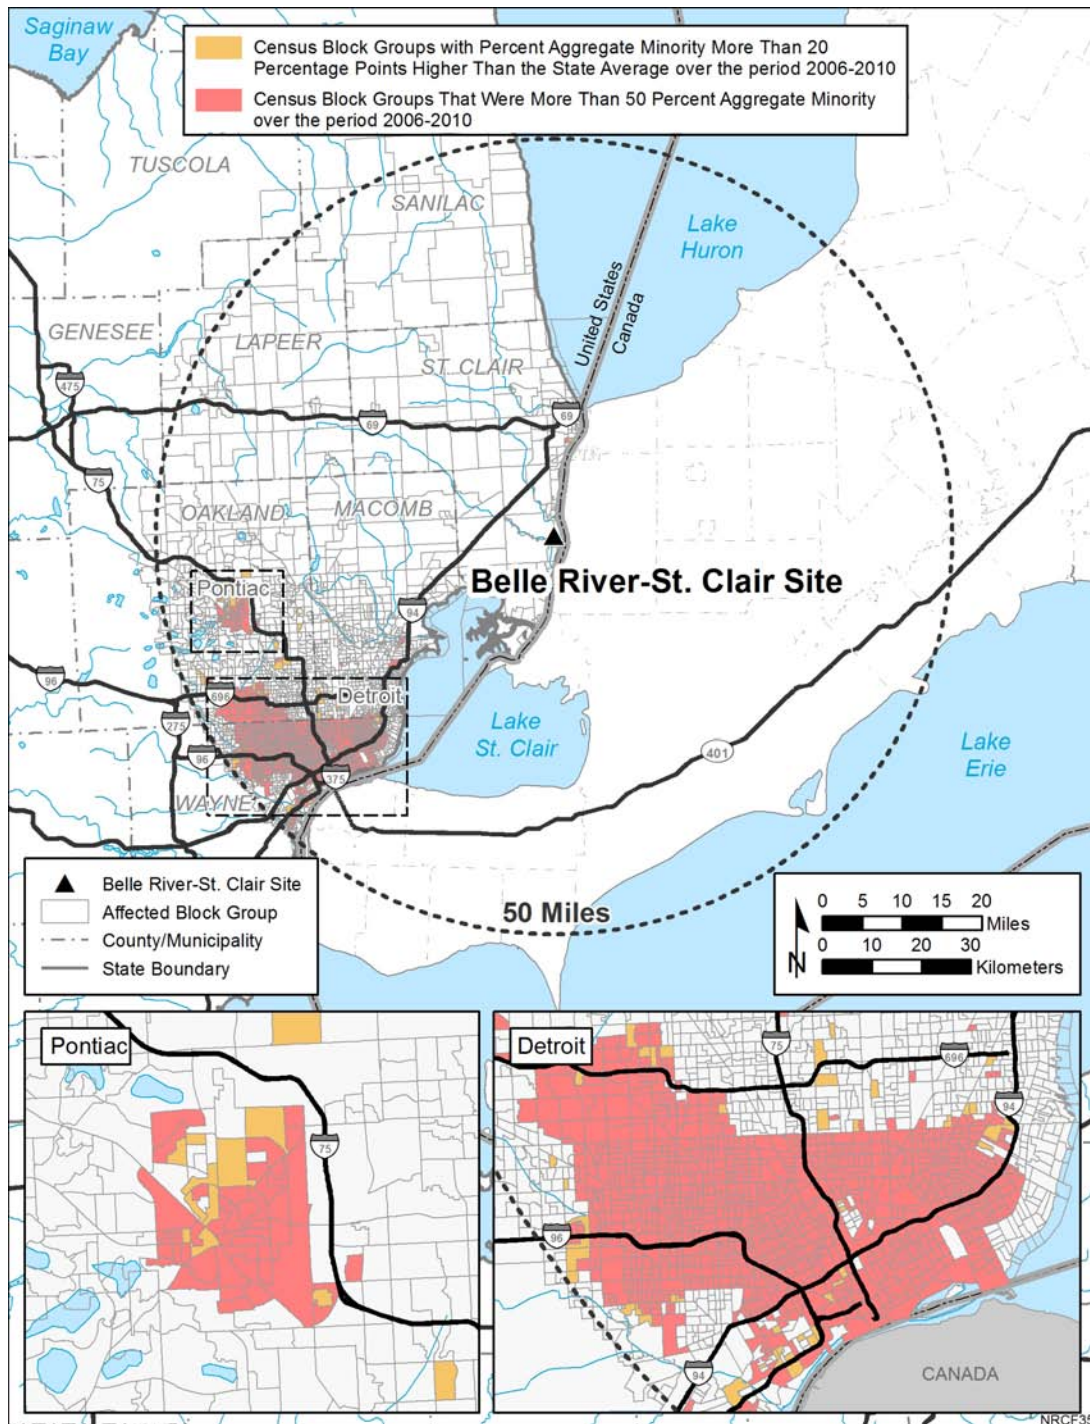 Saginaw
Bay
Census Block Groups with Percent Aggregate Minority More Than 20
Percentage Points Higher Than the State Average over the period 2006-2010
Census Block Groups That Were More Than 50 Percent Aggregate Minority
over the period 2006-2010
TUSCOLA
SANILAC
Lake
Huron
United States
Canada
GENESEE
LAPEER
ST. CLAIR
475
69
69
75
OAKLAND
MACOMB
Belle River-St. Clair Site
Pontiac
94
96
696
Detroit
275
Lake
St. Clair
96
401
Lake
Erie
375
WAYNE
Belle River-St. Clair Site
Affected Block Group
County/Municipality
State Boundary
50 Miles
0 5 10 15 20
Miles
0 10 20 30
Kilometers
N
Pontiac
75
Detroit
75
696
94
96
94
CANADA